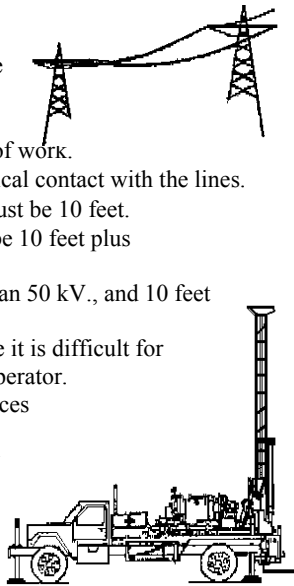 e
of work.
ical contact with the lines.
ust be 10 feet.
be 10 feet plus
an 50 kV., and 10 feet
e it is difficult for
perator.
ces